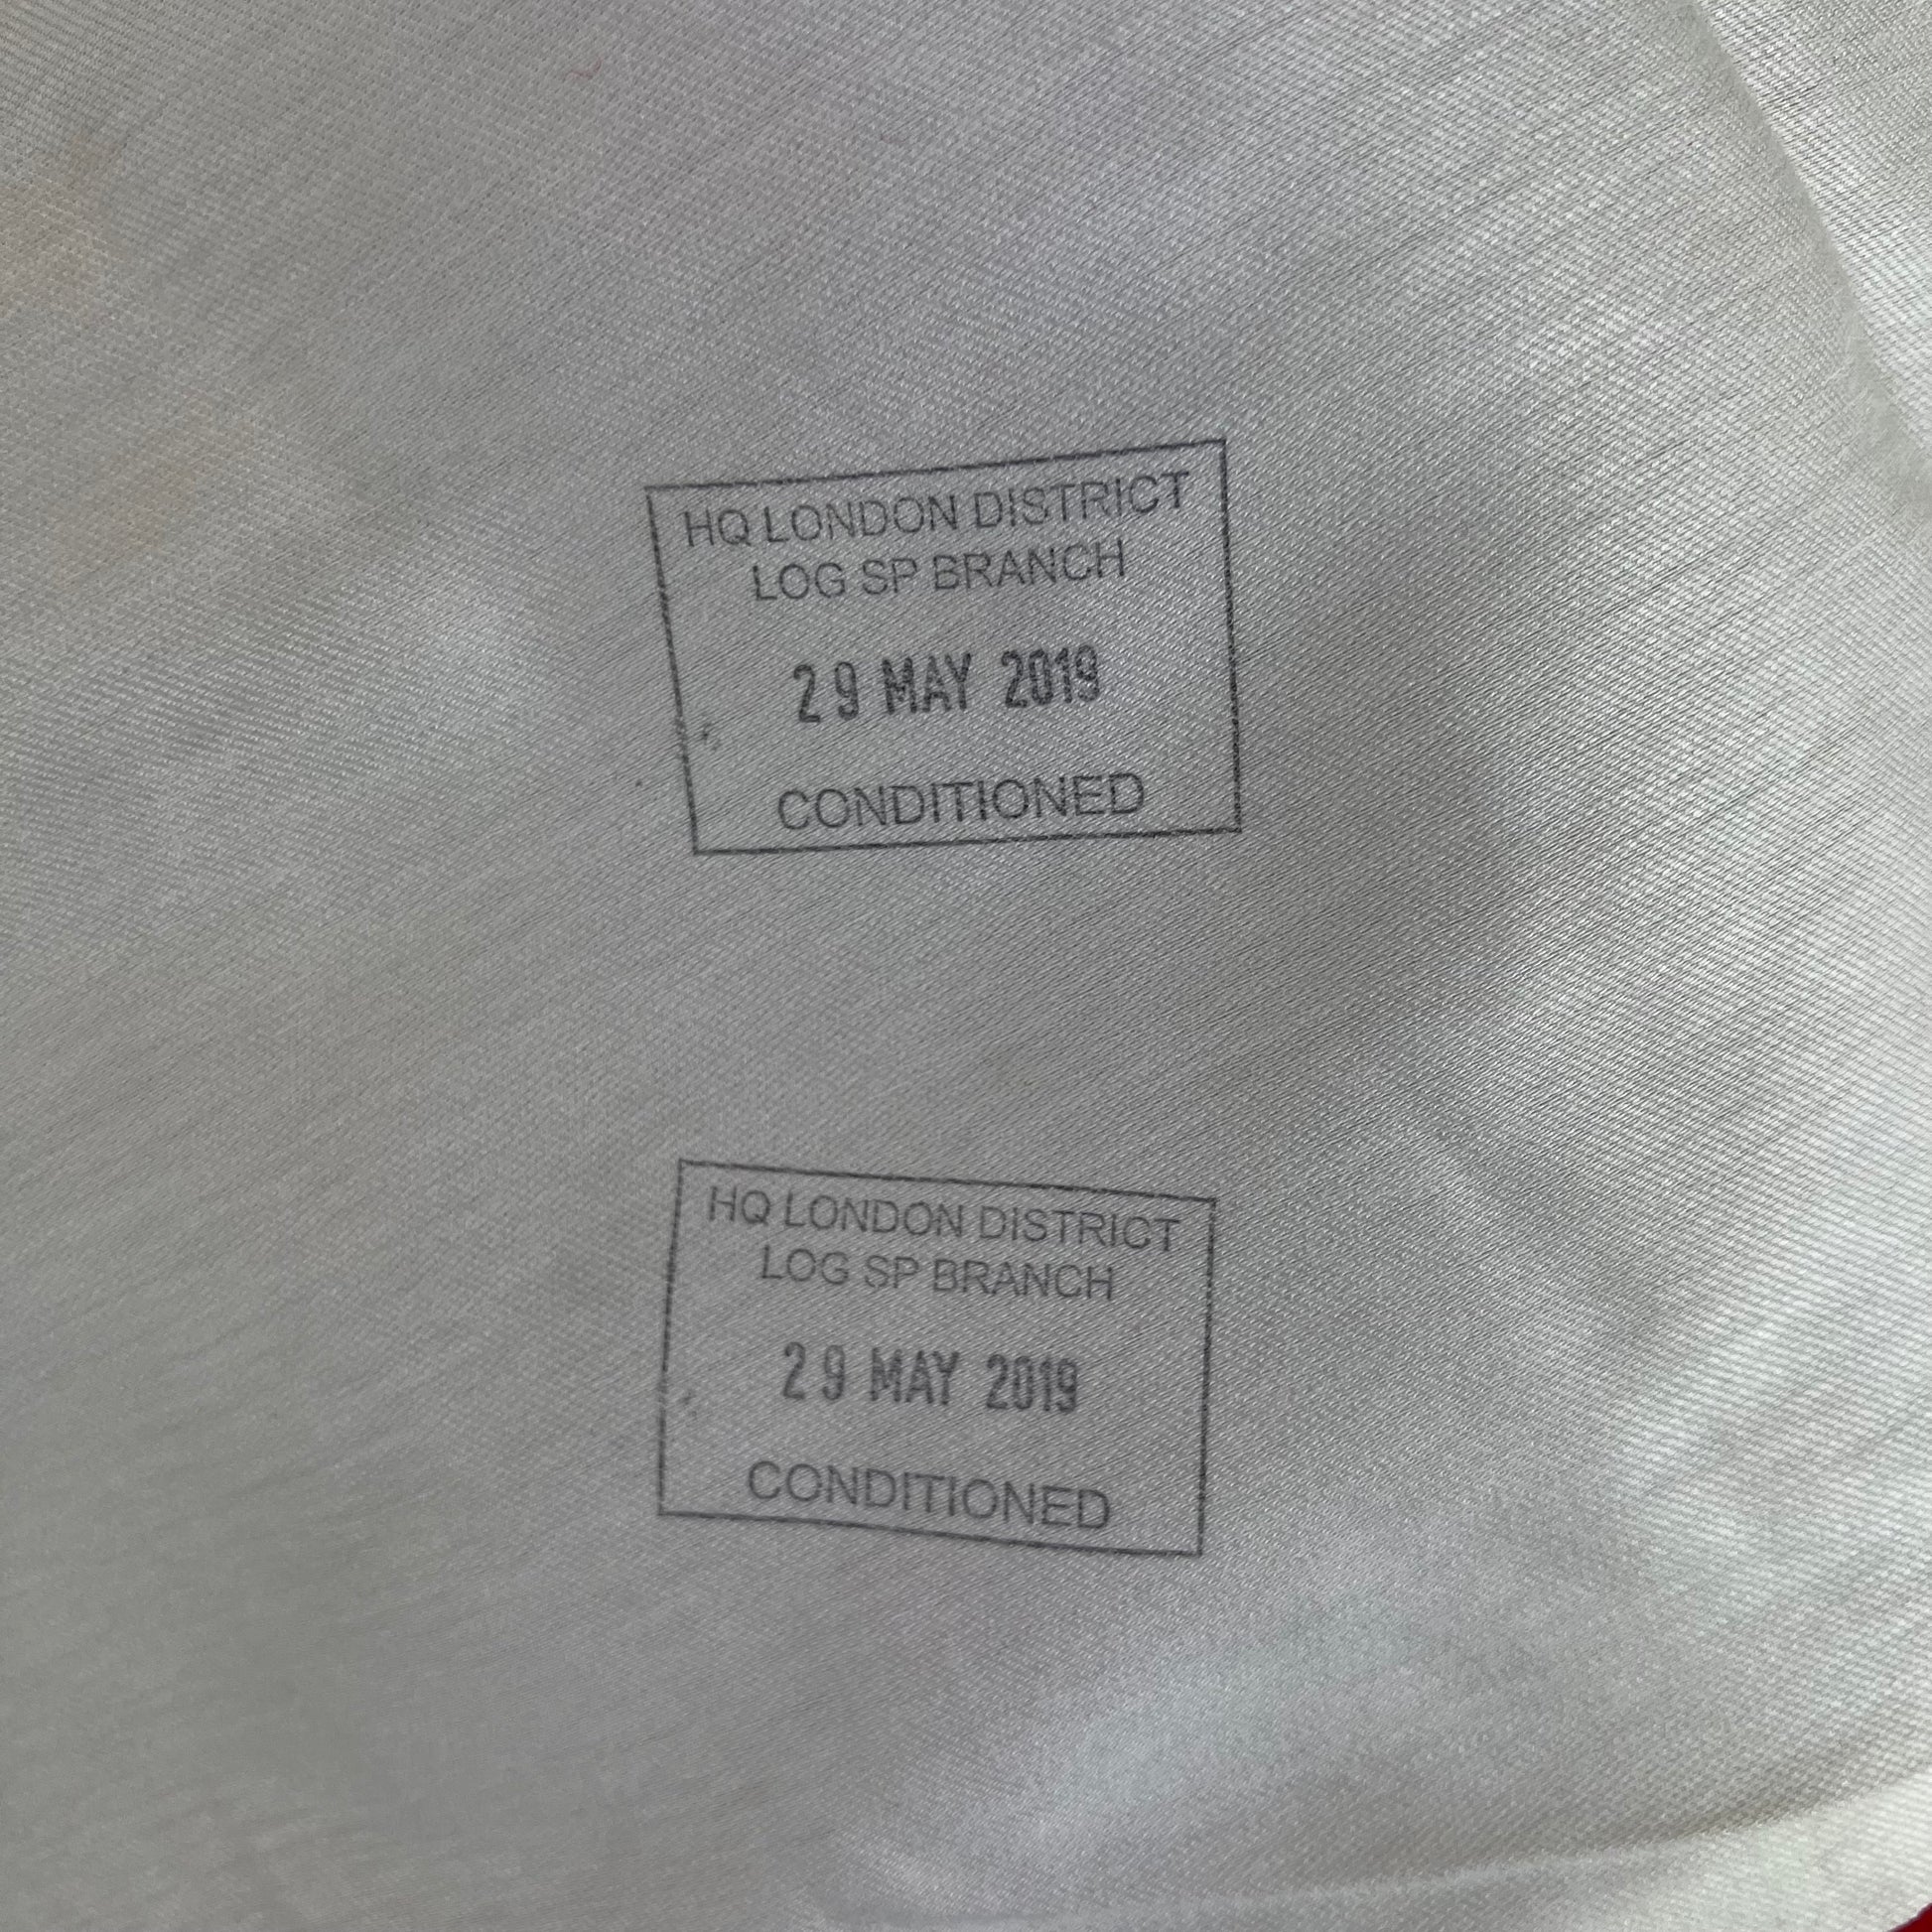 HQ LONDON DISTRICT
LOG SP BRANCH
29 MAY 2019
CONDITIONED
HQ LONDON DISTRICT
LOG SP BRANCH
29 MAY 2019
CONDITIONED